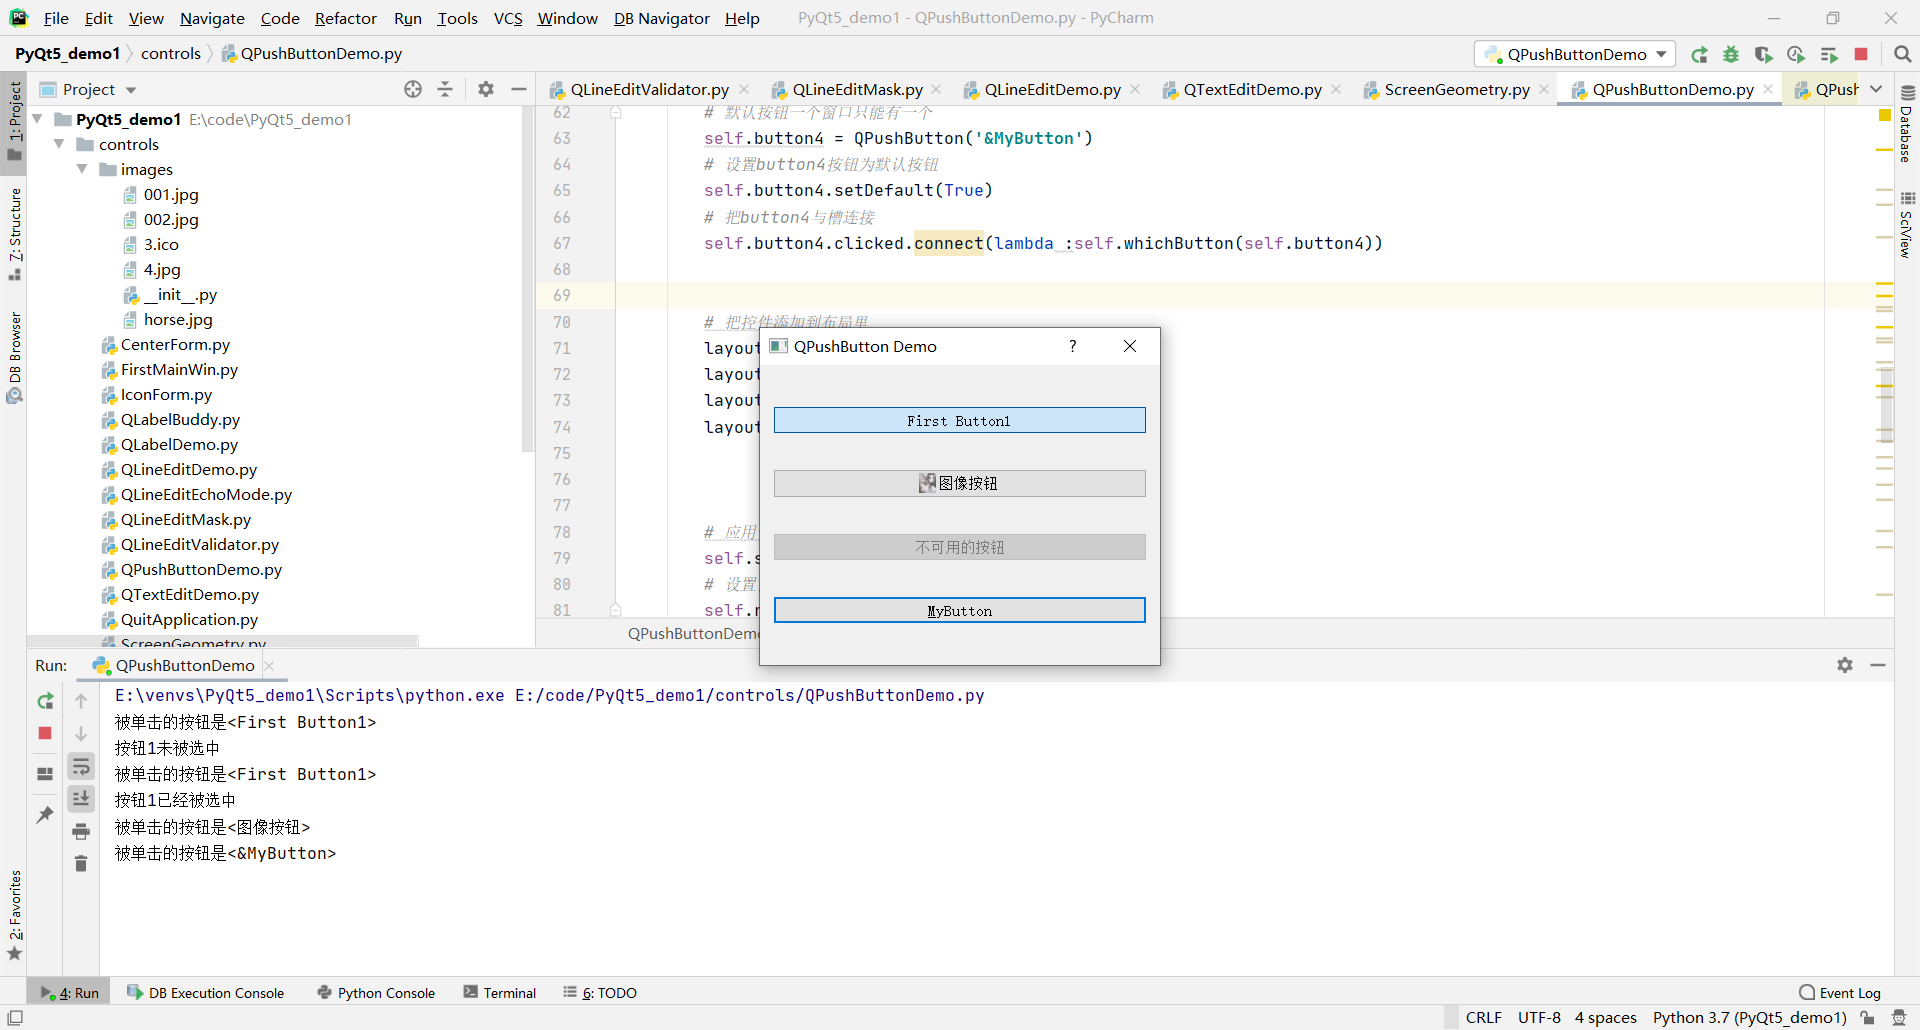 File Edit View Navigate Code Refactor Run Tools VCS Window DB Navigator Help PyQt5_demo1 - QPushButtonDemo.py - PyCharm
PyQt5_demo1 controls QPushButtonDemo.py QPushButtonDemo
Project
QLineEditValidator.py QLineEditMask.py QLineEditDemo.py QTextEditDemo.py ScreenGeometry.py QPushButtonDemo.py QPush
1: Project
7: Structure
DB Browser
2: Favorites
Database
SciView
PyQt5_demo1 E:\code\PyQt5_demo1
controls
images
001.jpg
002.jpg
3.ico
4.jpg
__init__.py
horse.jpg
CenterForm.py
FirstMainWin.py
IconForm.py
QLabelBuddy.py
QLabelDemo.py
QLineEditDemo.py
QLineEditEchoMode.py
QLineEditMask.py
QLineEditValidator.py
QPushButtonDemo.py
QTextEditDemo.py
QuitApplication.py
ScreenGeometry.py
62 # 默认按钮一个窗口只能有一个
63 self.button4 = QPushButton('&MyButton')
64 # 设置button4按钮为默认按钮
65 self.button4.setDefault(True)
66 # 把button4与槽连接
67 self.button4.clicked.connect(lambda :self.whichButton(self.button4))
68
69
70 # 把控件添加到布局里
71 layout
72 layout
73 layout
74 layout
75
76
77
78 # 应用
79 self.s
80 # 设置
81 self.r
QPushButtonDemo
QPushButton Demo ?
First Button1
图像按钮
不可用的按钮
MyButton
Run: QPushButtonDemo
E:\venvs\PyQt5_demo1\Scripts\python.exe E:/code/PyQt5_demo1/controls/QPushButtonDemo.py
被单击的按钮是<First Button1>
按钮1未被选中
被单击的按钮是<First Button1>
按钮1已经被选中
被单击的按钮是<图像按钮>
被单击的按钮是<&MyButton>
4: Run DB Execution Console Python Console Terminal 6: TODO Event Log
CRLF UTF-8 4 spaces Python 3.7 (PyQt5_demo1)